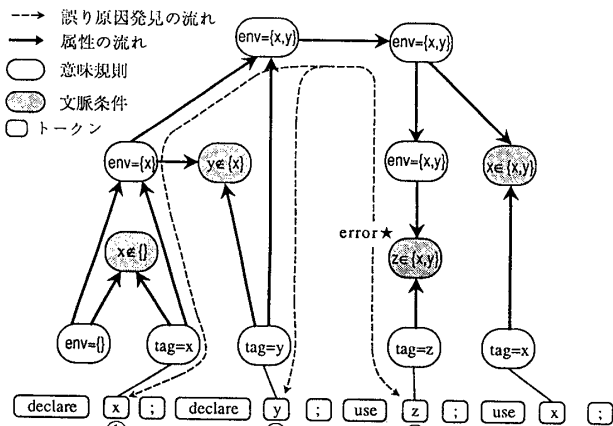 誤り原因発見の流れ
属性の流れ
意味規則
文脈条件
トークン
env={x,y}
env={x,y}
env={x}
y∉{x}
env={x,y}
x∈{x,y}
error★
x∉{}
z∈{x,y}
env={}
tag=x
tag=y
tag=z
tag=x
declare x ; declare y ; use z ; use x ;